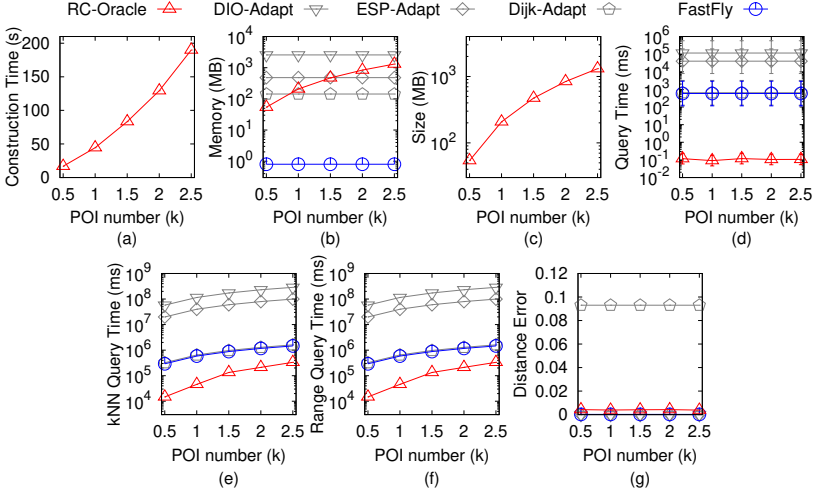 RC-Oracle DIO-Adapt ESP-Adapt Dijk-Adapt FastFly
Construction Time (s)
200
150
100
50
0
0.5 1 1.5 2 2.5
POI number (k)
(a)
Memory (MB)
10^4
10^3
10^2
10^1
10^0
0.5 1 1.5 2 2.5
POI number (k)
(b)
Size (MB)
10^3
10^2
0.5 1 1.5 2 2.5
POI number (k)
(c)
Query Time (ms)
10^6
10^5
10^4
10^3
10^2
10^1
10^0
10^-1
10^-2
0.5 1 1.5 2 2.5
POI number (k)
(d)
kNN Query Time (ms)
10^9
10^8
10^7
10^6
10^5
10^4
0.5 1 1.5 2 2.5
POI number (k)
(e)
Range Query Time (ms)
10^9
10^8
10^7
10^6
10^5
10^4
0.5 1 1.5 2 2.5
POI number (k)
(f)
Distance Error
0.12
0.1
0.08
0.06
0.04
0.02
0
0.5 1 1.5 2 2.5
POI number (k)
(g)